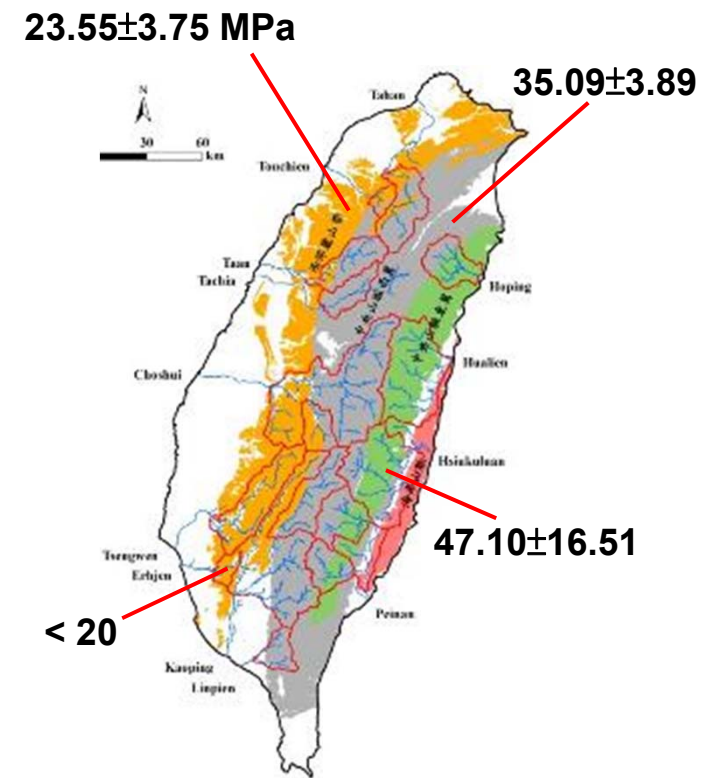 23.55±3.75 MPa
35.09±3.89
N
30 60
km
Tahan
Touchien
Taan
Tachia
Hoping
Choshui
Hualien
Hsiukuluan
47.10±16.51
Tsengwen
Erhjen
Peinan
< 20
Kaoping
Linpien